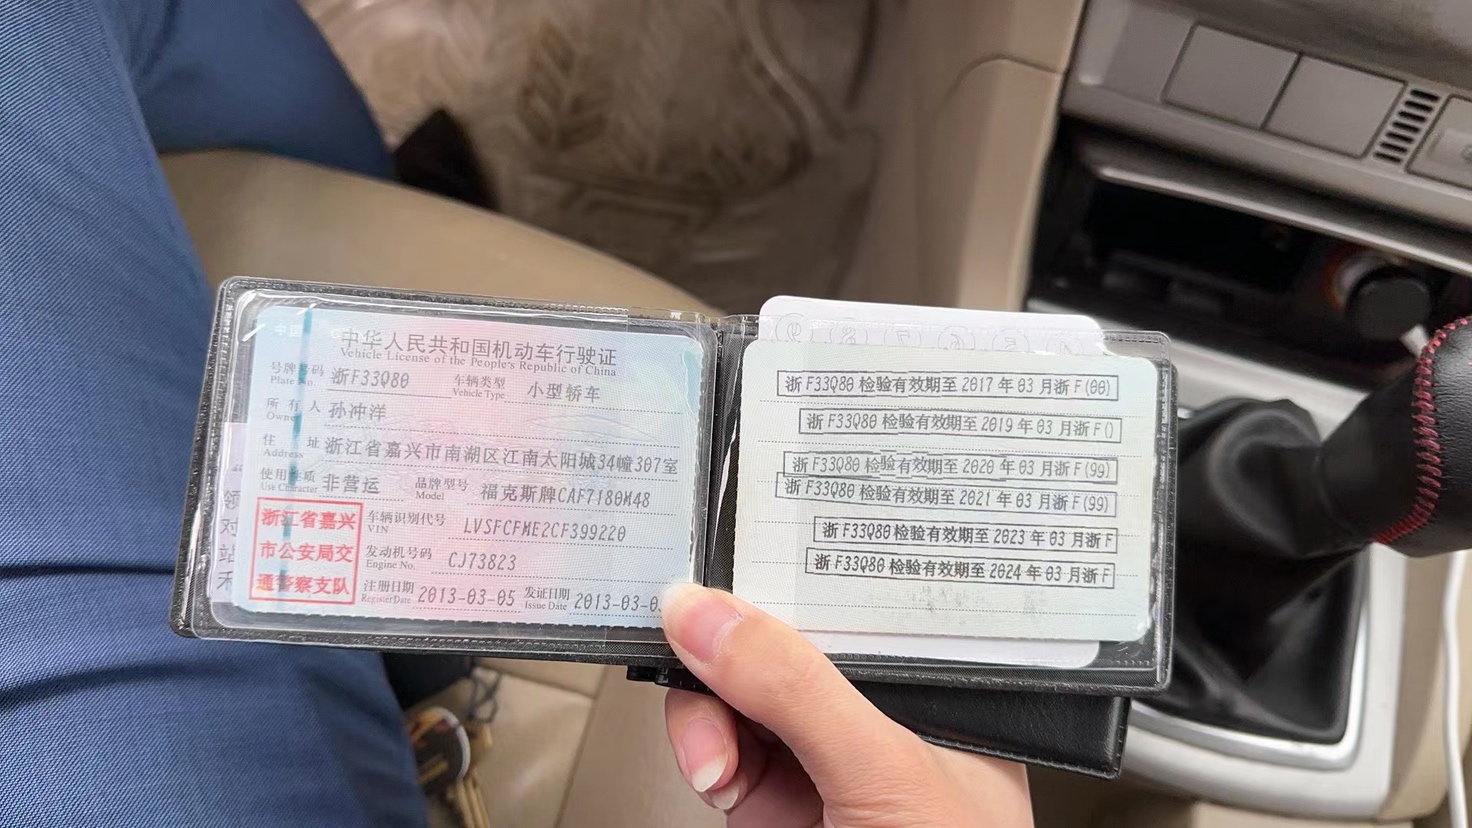 中华人民共和国机动车行驶证
Vehicle License of the People's Republic of China
号牌号码 浙F33Q80 车辆类型 小型轿车
Plate No. Vehicle Type
所有人 孙冲洋
Owner
住址 浙江省嘉兴市南湖区江南太阳城34幢307室
Address
使用性质 非营运 品牌型号 福克斯牌CAF7180M48
Use Character Model
浙江省嘉兴
市公安局交
通警察支队
车辆识别代号 LVSFCFME2CF399220
VIN
发动机号码 CJ73823
Engine No.
注册日期 2013-03-05 发证日期 2013-03-0
Register Date Issue Date
浙F33Q80检验有效期至2017年03月浙F(00)
浙F33Q80检验有效期至2019年03月浙F()
浙F33Q80检验有效期至2020年03月浙F(99)
浙F33Q80检验有效期至2021年03月浙F(99)
浙F33Q80检验有效期至2023年03月浙F
浙F33Q80检验有效期至2024年03月浙F